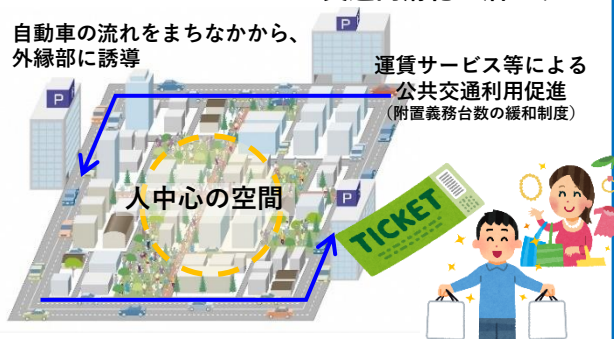 自動車の流れをまちなかから、
外縁部に誘導
運賃サービス等による
公共交通利用促進
(附置義務台数の緩和制度)
P
P
P
P
人中心の空間
TICKET